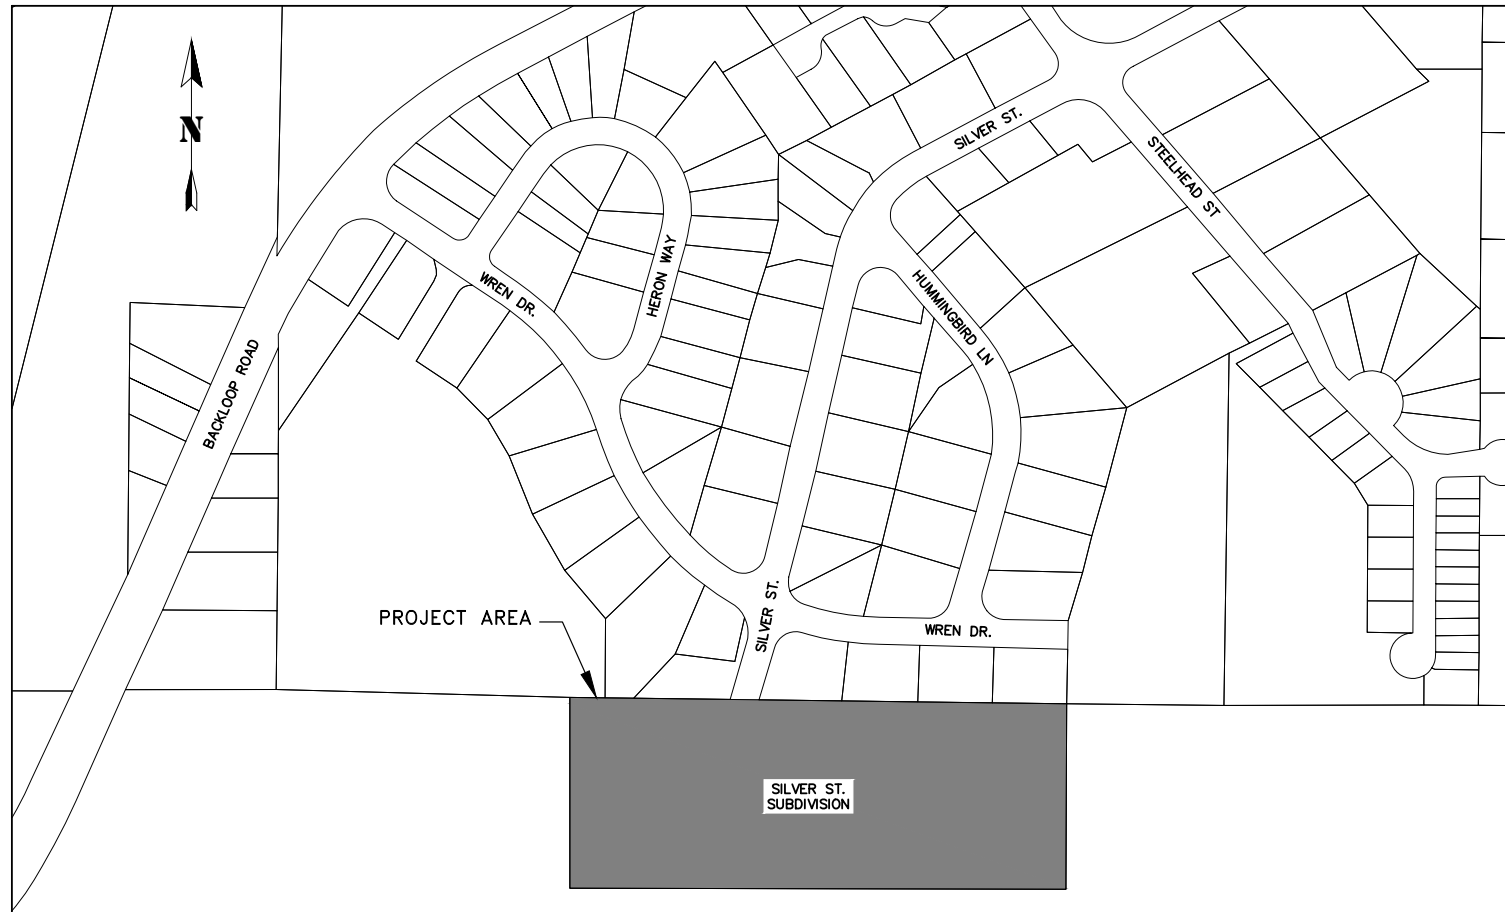 N
SILVER ST.
STEELHEAD ST
HERON WAY
WREN DR.
HUMMINGBIRD LN
BACKLOOP ROAD
PROJECT AREA
SILVER ST.
WREN DR.
SILVER ST.
SUBDIVISION